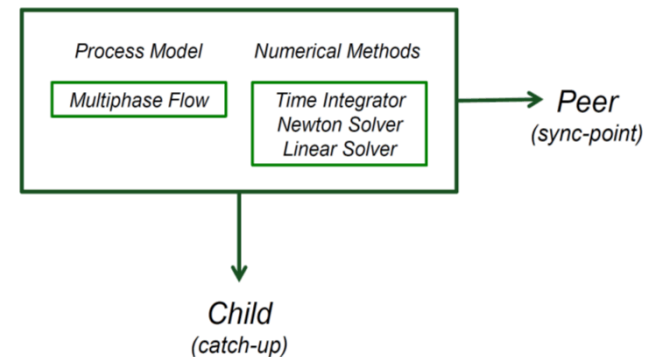 Process Model
Numerical Methods
Multiphase Flow
Time Integrator
Newton Solver
Linear Solver
Peer
(sync-point)
Child
(catch-up)